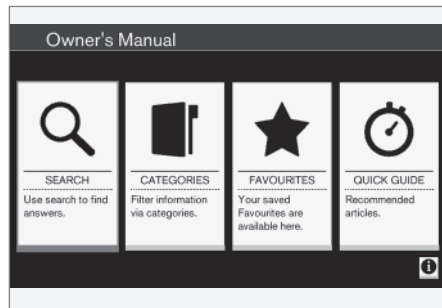 Owner's Manual
SEARCH
Use search to find
answers.
CATEGORIES
Filter information
via categories.
FAVOURITES
Your saved
Favourites are
available here.
QUICK GUIDE
Recommended
articles.